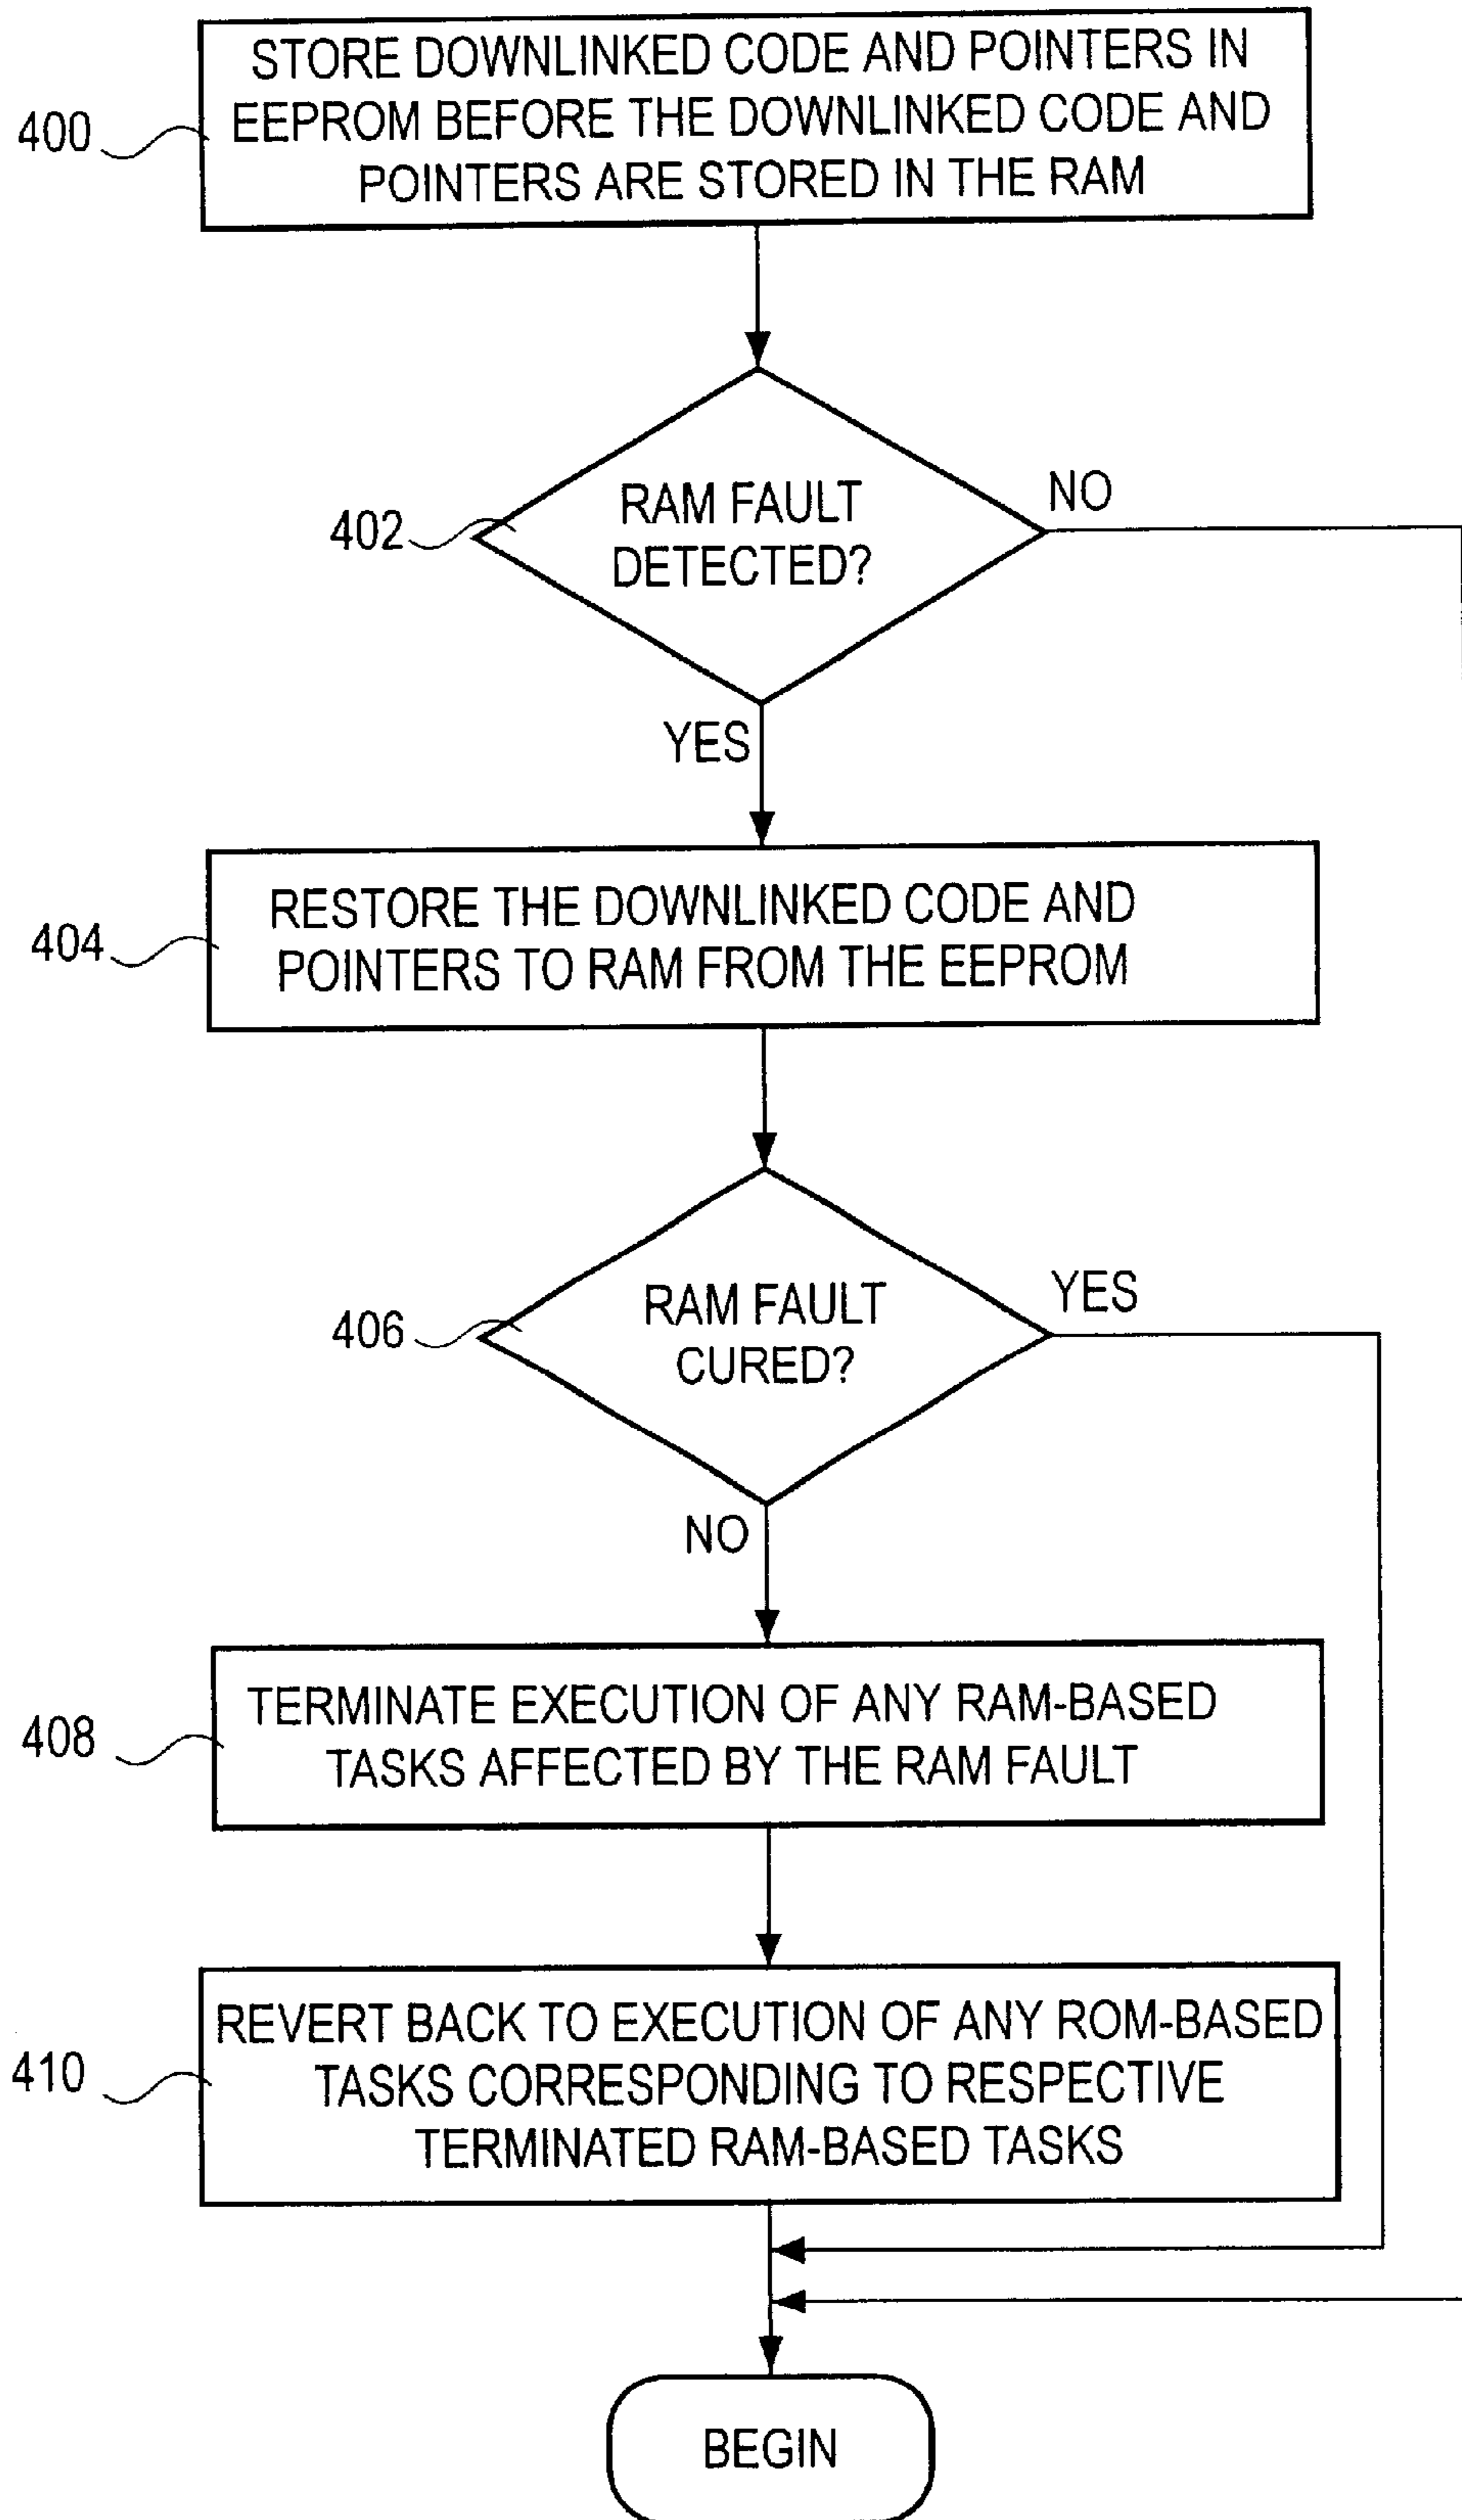 STORE DOWNLINKED CODE AND POINTERS IN
EEPROM BEFORE THE DOWNLINKED CODE AND
POINTERS ARE STORED IN THE RAM
400
RAM FAULT
DETECTED?
402
NO
YES
RESTORE THE DOWNLINKED CODE AND
POINTERS TO RAM FROM THE EEPROM
404
RAM FAULT
CURED?
406
YES
NO
TERMINATE EXECUTION OF ANY RAM-BASED
TASKS AFFECTED BY THE RAM FAULT
408
REVERT BACK TO EXECUTION OF ANY ROM-BASED
TASKS CORRESPONDING TO RESPECTIVE
TERMINATED RAM-BASED TASKS
410
BEGIN